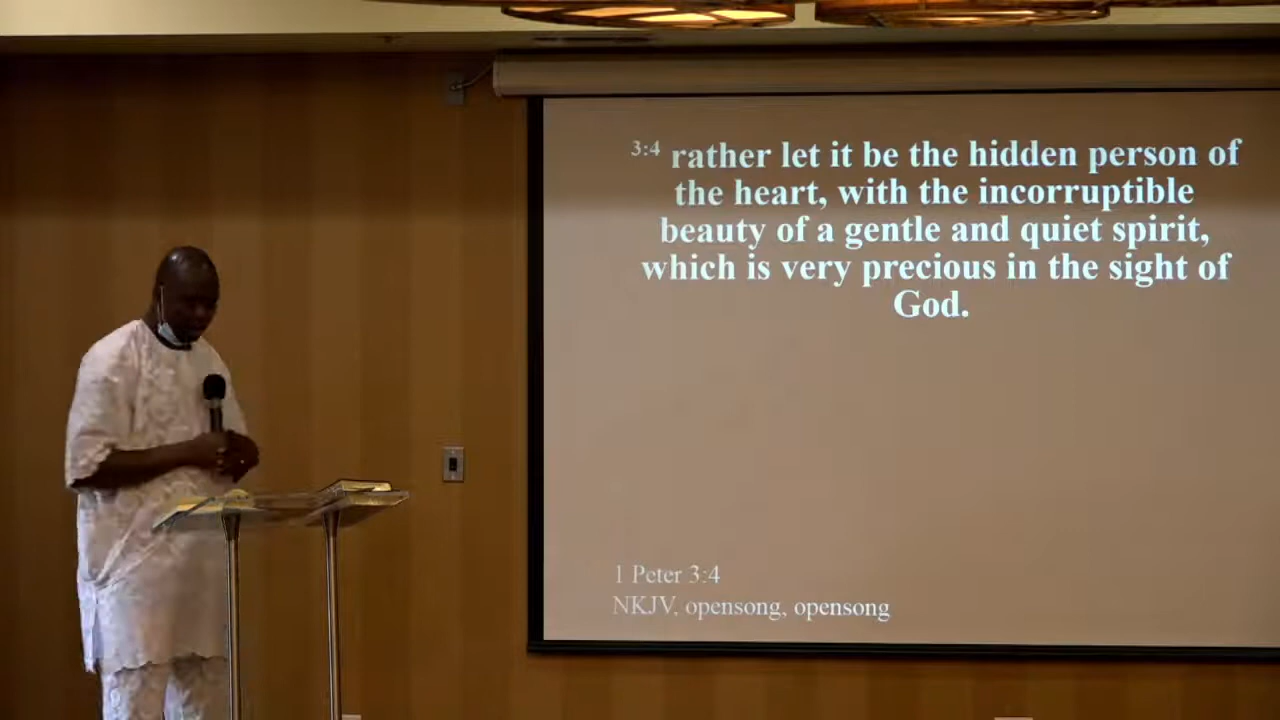 3:4 rather let it be the hidden person of
the heart, with the incorruptible
beauty of a gentle and quiet spirit,
which is very precious in the sight of
God.
1 Peter 3:4
NKJV, opensong, opensong